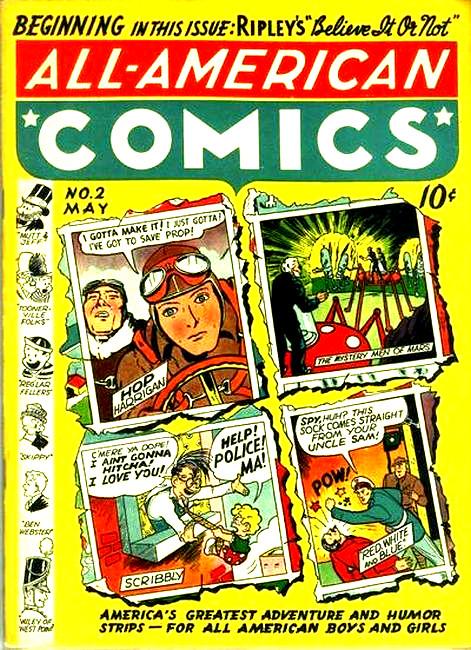 BEGINNING IN THIS ISSUE: RIPLEY'S "Believe It Or Not"
ALL-AMERICAN
COMICS
NO. 2
MAY
10¢
"MUTT &
JEFF"
"TOONER-
VILLE
FOLKS"
"REG'LAR
FELLERS"
"SKIPPY"
"BEN
WEBSTER"
"WILEY OF
WEST POINT"
I GOTTA MAKE IT! I JUST GOTTA!
I'VE GOT TO SAVE PROP!
HOP
HARRIGAN
THE MYSTERY MEN OF MARS
C'MERE YA DOPE!
I AINT GONNA
HITCHA!
I LOVE YOU!
HELP!
POLICE!
MA!
SCRIBBLY
SPY, HUH? THIS
SOCK COMES STRAIGHT
FROM YOUR
UNCLE SAM!
POW!
RED, WHITE
AND BLUE
AMERICA'S GREATEST ADVENTURE AND HUMOR
STRIPS — FOR ALL AMERICAN BOYS AND GIRLS